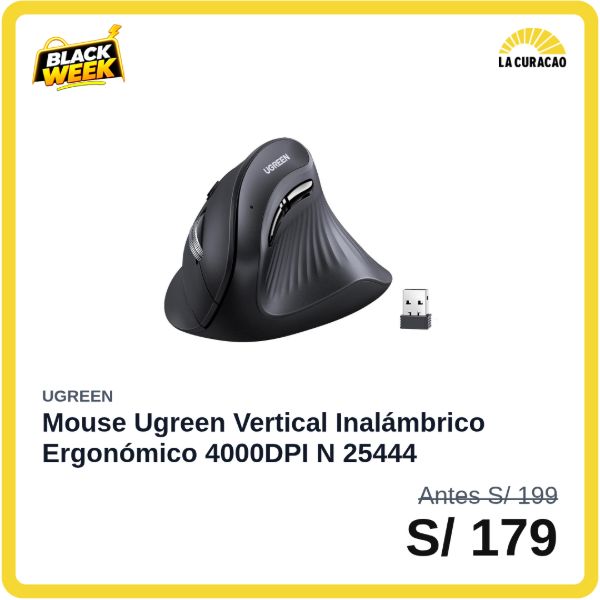 BLACK
WEEK
LA CURACAO
UGREEN
UGREEN
Mouse Ugreen Vertical Inalámbrico
Ergonómico 4000DPI N 25444
Antes S/ 199
S/ 179